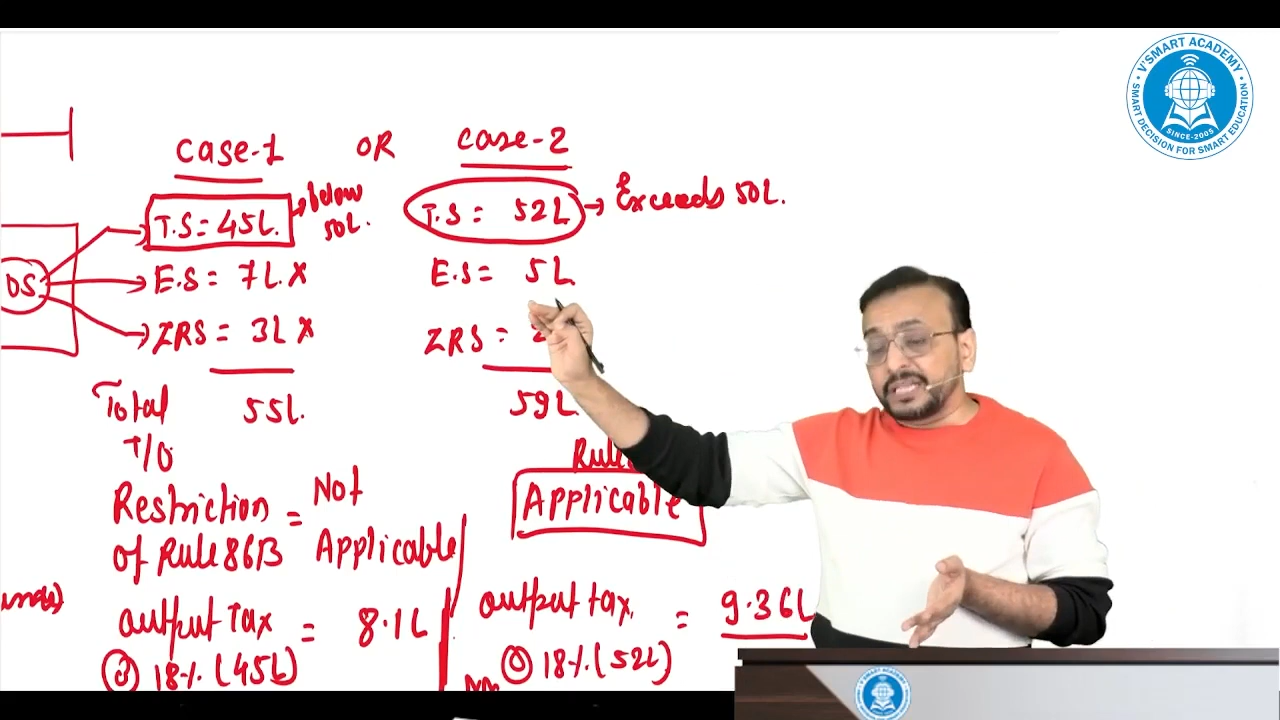 V'SMART ACADEMY
SINCE-2005
SMART DECISION FOR SMART EDUCATION
Case-1 OR Case-2
T.S = 45L. → below 50L.
T.S = 52L → Exceeds 50L.
DS
E.S = 7L. x
E.S = 5L.
ZRS = 3L x
ZRS =
Total T/O 55L.
59L
Restriction of Rule 86B = Not Applicable
Applicable
output Tax @ 18%. (45L) = 8.1L
output tax @ 18%. (52L) = 9.36L